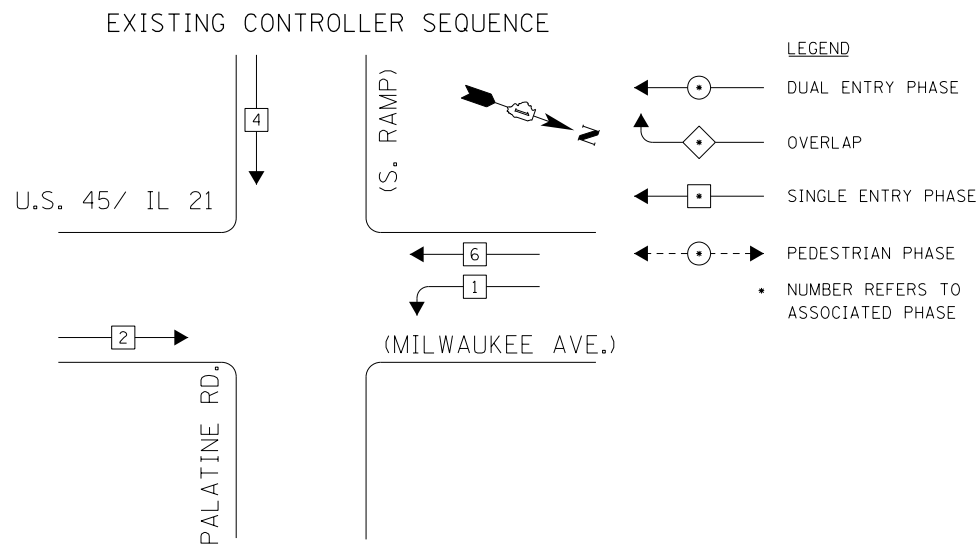 EXISTING CONTROLLER SEQUENCE
4
(S. RAMP)
N
U.S. 45/ IL 21
6
1
2
(MILWAUKEE AVE.)
PALATINE RD.
LEGEND
* DUAL ENTRY PHASE
* OVERLAP
* SINGLE ENTRY PHASE
* PEDESTRIAN PHASE
* NUMBER REFERS TO
ASSOCIATED PHASE